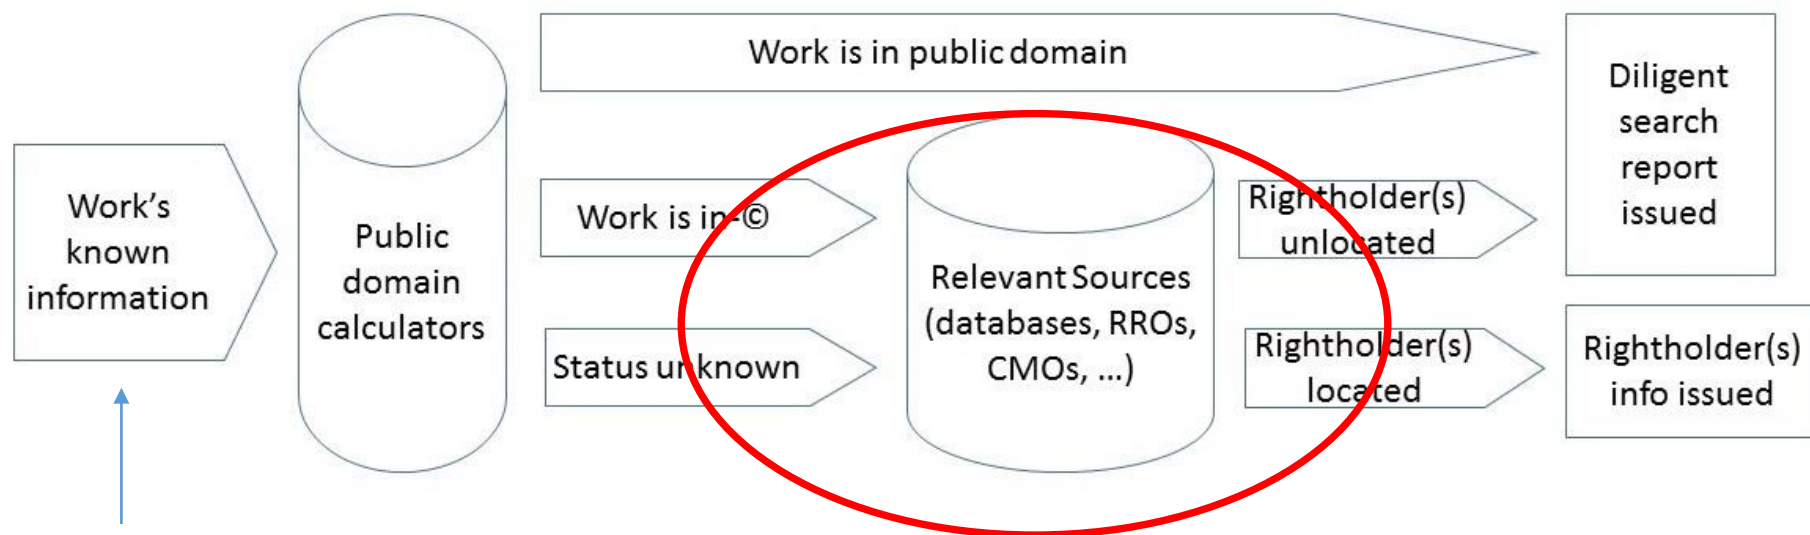 Work's
known
information
Public
domain
calculators
Work is in public domain
Work is in-©
Status unknown
Relevant Sources
(databases, RROs,
CMOs, ...)
Rightholder(s)
unlocated
Rightholder(s)
located
Diligent
search
report
issued
Rightholder(s)
info issued